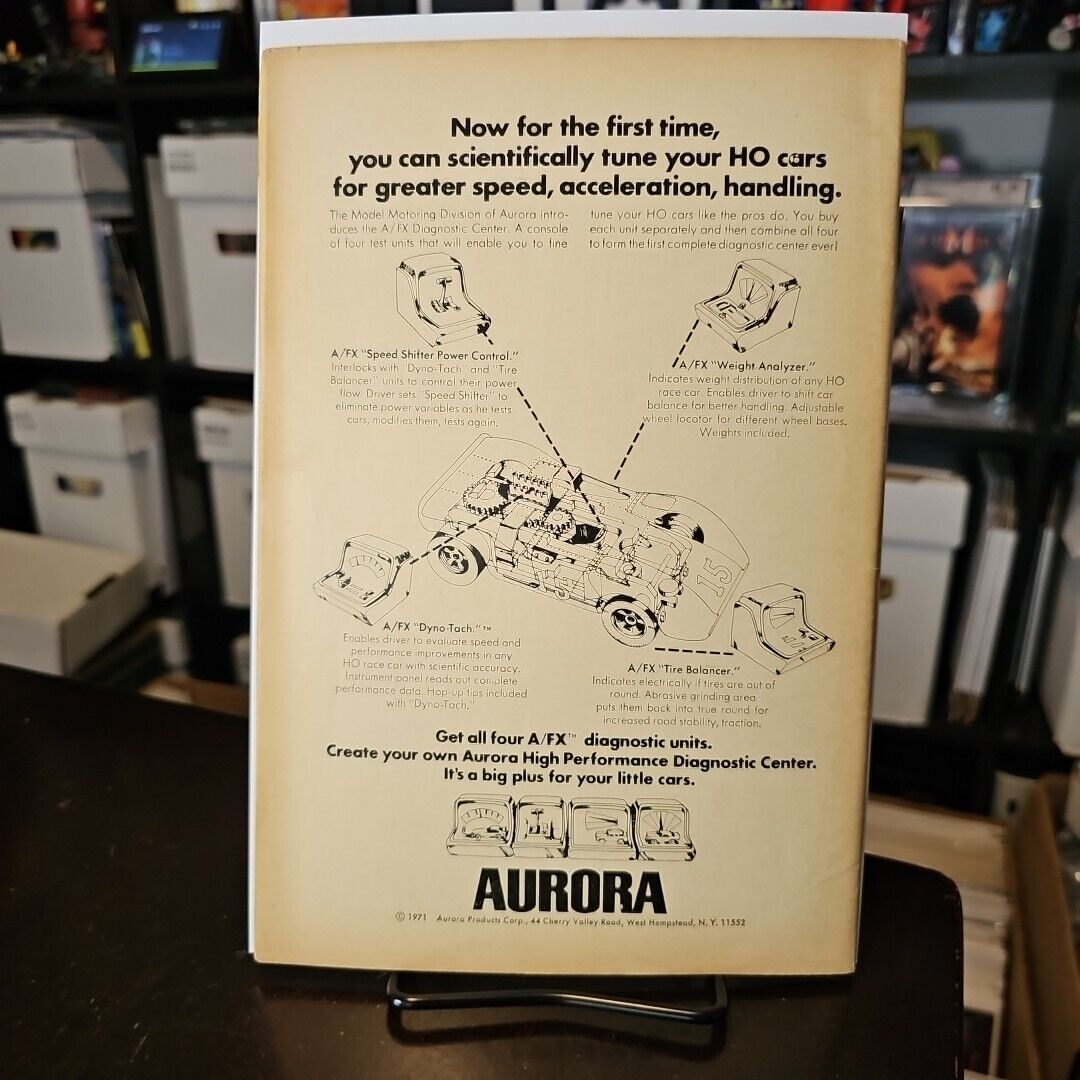 Now for the first time,
you can scientifically tune your HO cars
for greater speed, acceleration, handling.
The Model Motoring Division of Aurora intro-
duces the A/FX Diagnostic Center. A console
of four test units that will enable you to fine
tune your HO cars like the pros do. You buy
each unit separately and then combine all four
to form the first complete diagnostic center ever!
A/FX "Speed Shifter Power Control."
Interlocks with "Dyno-Tach" and "Tire
Balancer" units to control their power
flow. Driver sets "Speed Shifter" to
eliminate power variables as he tests
cars, modifies them, tests again.
A/FX "Weight Analyzer."
Indicates weight distribution of any HO
race car. Enables driver to shift car
balance for better handling. Adjustable
wheel locator for different wheel bases.
Weights included.
15
A/FX "Dyno-Tach."™
Enables driver to evaluate speed and
performance improvements in any
HO race car with scientific accuracy.
Instrument panel reads out complete
performance data. Hop-up tips included
with "Dyno-Tach."
A/FX "Tire Balancer."
Indicates electrically if tires are out of
round. Abrasive grinding area
puts them back into true round for
increased road stability, traction.
Get all four A/FX™ diagnostic units.
Create your own Aurora High Performance Diagnostic Center.
It's a big plus for your little cars.
AURORA
© 1971 Aurora Products Corp., 44 Cherry Valley Road, West Hempstead, N. Y. 11552